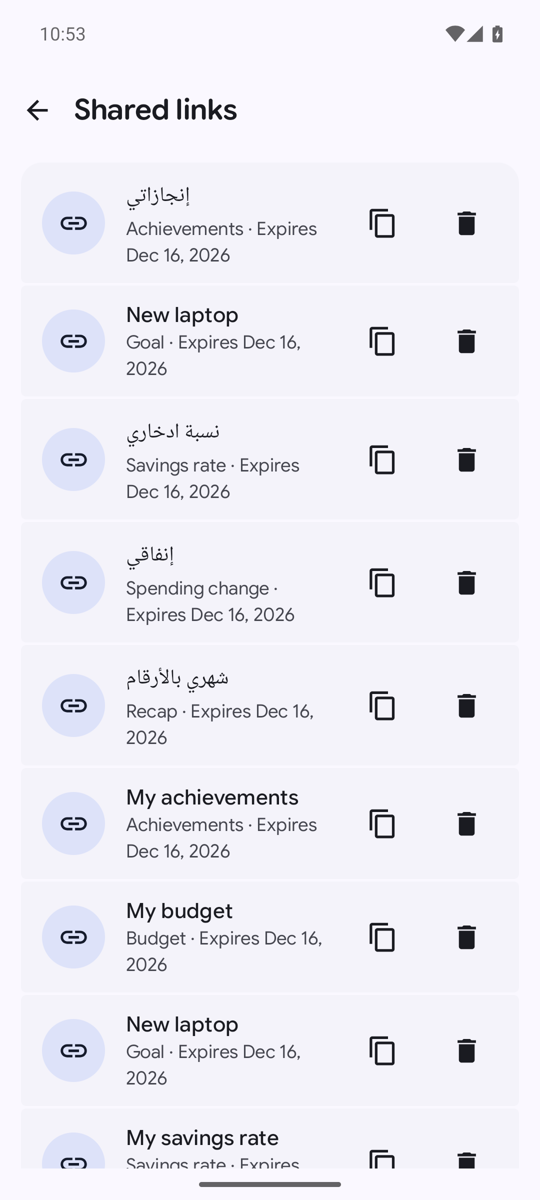 10:53
Shared links
إنجازاتي
Achievements · Expires
Dec 16, 2026
New laptop
Goal · Expires Dec 16,
2026
نسبة ادخاري
Savings rate · Expires
Dec 16, 2026
إنفاقي
Spending change ·
Expires Dec 16, 2026
شهري بالأرقام
Recap · Expires Dec 16,
2026
My achievements
Achievements · Expires
Dec 16, 2026
My budget
Budget · Expires Dec 16,
2026
New laptop
Goal · Expires Dec 16,
2026
My savings rate
Savings rate · Expires